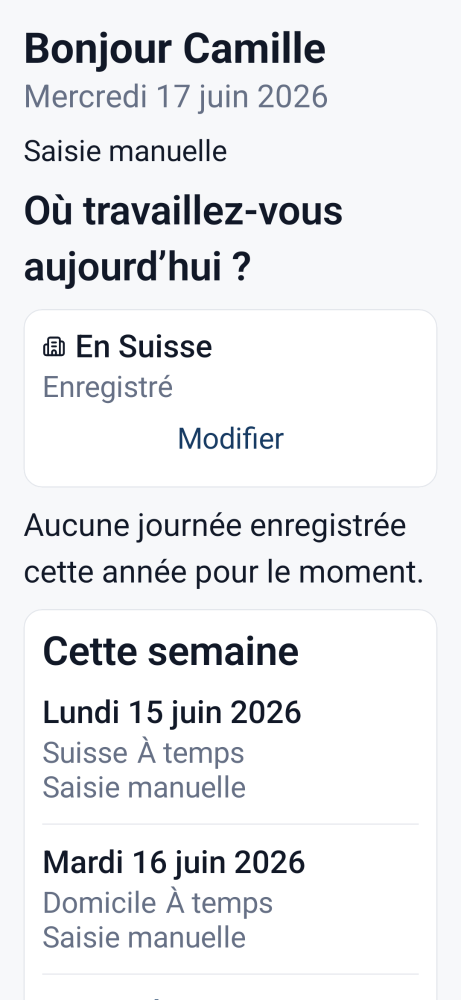 Bonjour Camille
Mercredi 17 juin 2026
Saisie manuelle
Où travaillez-vous
aujourd’hui ?
En Suisse
Enregistré
Modifier
Aucune journée enregistrée
cette année pour le moment.
Cette semaine
Lundi 15 juin 2026
Suisse À temps
Saisie manuelle
Mardi 16 juin 2026
Domicile À temps
Saisie manuelle